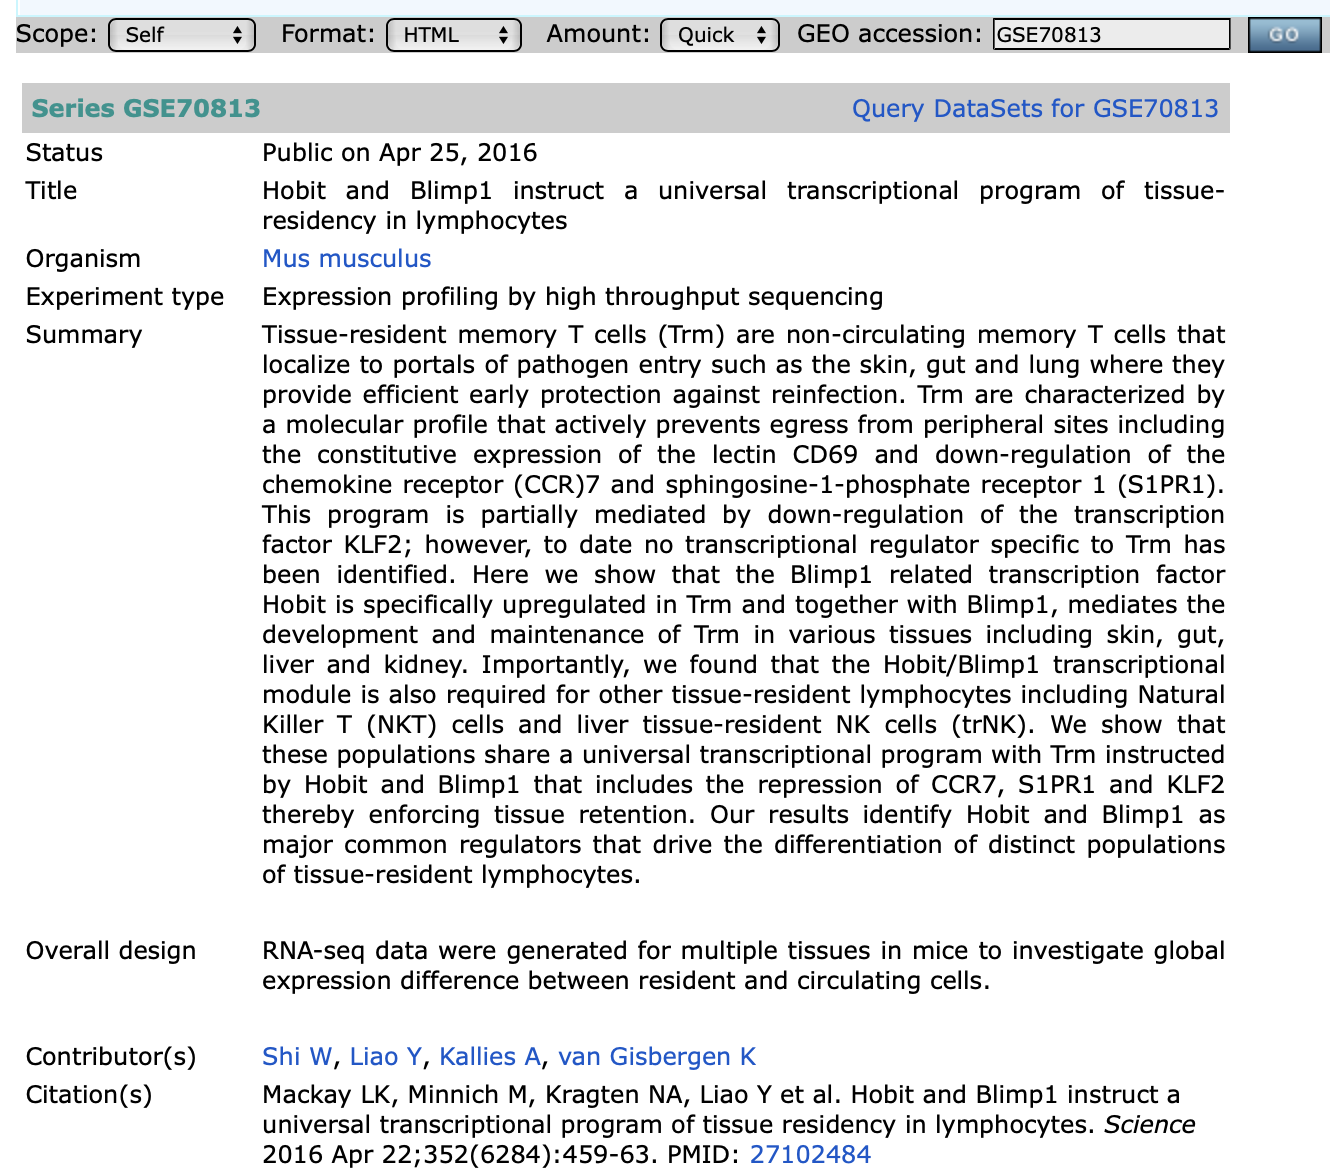 Scope: Self Format: HTML Amount: Quick GEO accession: GSE70813 GO
Series GSE70813 Query DataSets for GSE70813
Status Public on Apr 25, 2016
Title Hobit and Blimp1 instruct a universal transcriptional program of tissue-
residency in lymphocytes
Organism Mus musculus
Experiment type Expression profiling by high throughput sequencing
Summary Tissue-resident memory T cells (Trm) are non-circulating memory T cells that
localize to portals of pathogen entry such as the skin, gut and lung where they
provide efficient early protection against reinfection. Trm are characterized by
a molecular profile that actively prevents egress from peripheral sites including
the constitutive expression of the lectin CD69 and down-regulation of the
chemokine receptor (CCR)7 and sphingosine-1-phosphate receptor 1 (S1PR1).
This program is partially mediated by down-regulation of the transcription
factor KLF2; however, to date no transcriptional regulator specific to Trm has
been identified. Here we show that the Blimp1 related transcription factor
Hobit is specifically upregulated in Trm and together with Blimp1, mediates the
development and maintenance of Trm in various tissues including skin, gut,
liver and kidney. Importantly, we found that the Hobit/Blimp1 transcriptional
module is also required for other tissue-resident lymphocytes including Natural
Killer T (NKT) cells and liver tissue-resident NK cells (trNK). We show that
these populations share a universal transcriptional program with Trm instructed
by Hobit and Blimp1 that includes the repression of CCR7, S1PR1 and KLF2
thereby enforcing tissue retention. Our results identify Hobit and Blimp1 as
major common regulators that drive the differentiation of distinct populations
of tissue-resident lymphocytes.
Overall design RNA-seq data were generated for multiple tissues in mice to investigate global
expression difference between resident and circulating cells.
Contributor(s) Shi W, Liao Y, Kallies A, van Gisbergen K
Citation(s) Mackay LK, Minnich M, Kragten NA, Liao Y et al. Hobit and Blimp1 instruct a
universal transcriptional program of tissue residency in lymphocytes. Science
2016 Apr 22;352(6284):459-63. PMID: 27102484